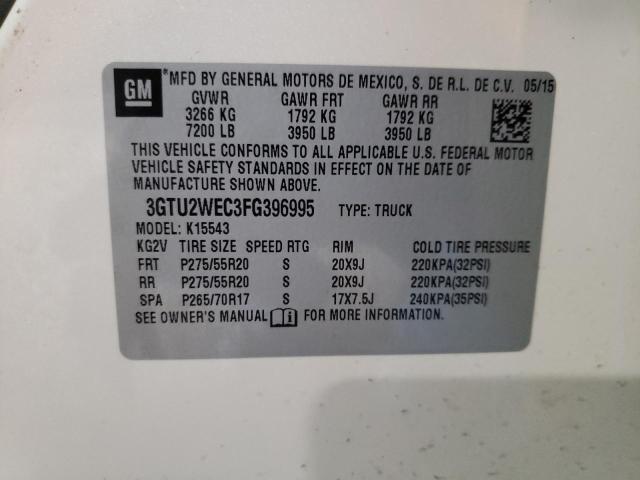 GM MFD BY GENERAL MOTORS DE MEXICO, S. DE R.L. DE C.V. 05/15
GVWR GAWR FRT GAWR RR
3266 KG 1792 KG 1792 KG
7200 LB 3950 LB 3950 LB
THIS VEHICLE CONFORMS TO ALL APPLICABLE U.S. FEDERAL MOTOR
VEHICLE SAFETY STANDARDS IN EFFECT ON THE DATE OF
MANUFACTURE SHOWN ABOVE.
3GTU2WEC3FG396995 TYPE: TRUCK
MODEL: K15543
KG2V TIRE SIZE SPEED RTG RIM COLD TIRE PRESSURE
FRT P275/55R20 S 20X9J 220KPA(32PSI)
RR P275/55R20 S 20X9J 220KPA(32PSI)
SPA P265/70R17 S 17X7.5J 240KPA(35PSI)
SEE OWNER'S MANUAL i FOR MORE INFORMATION.